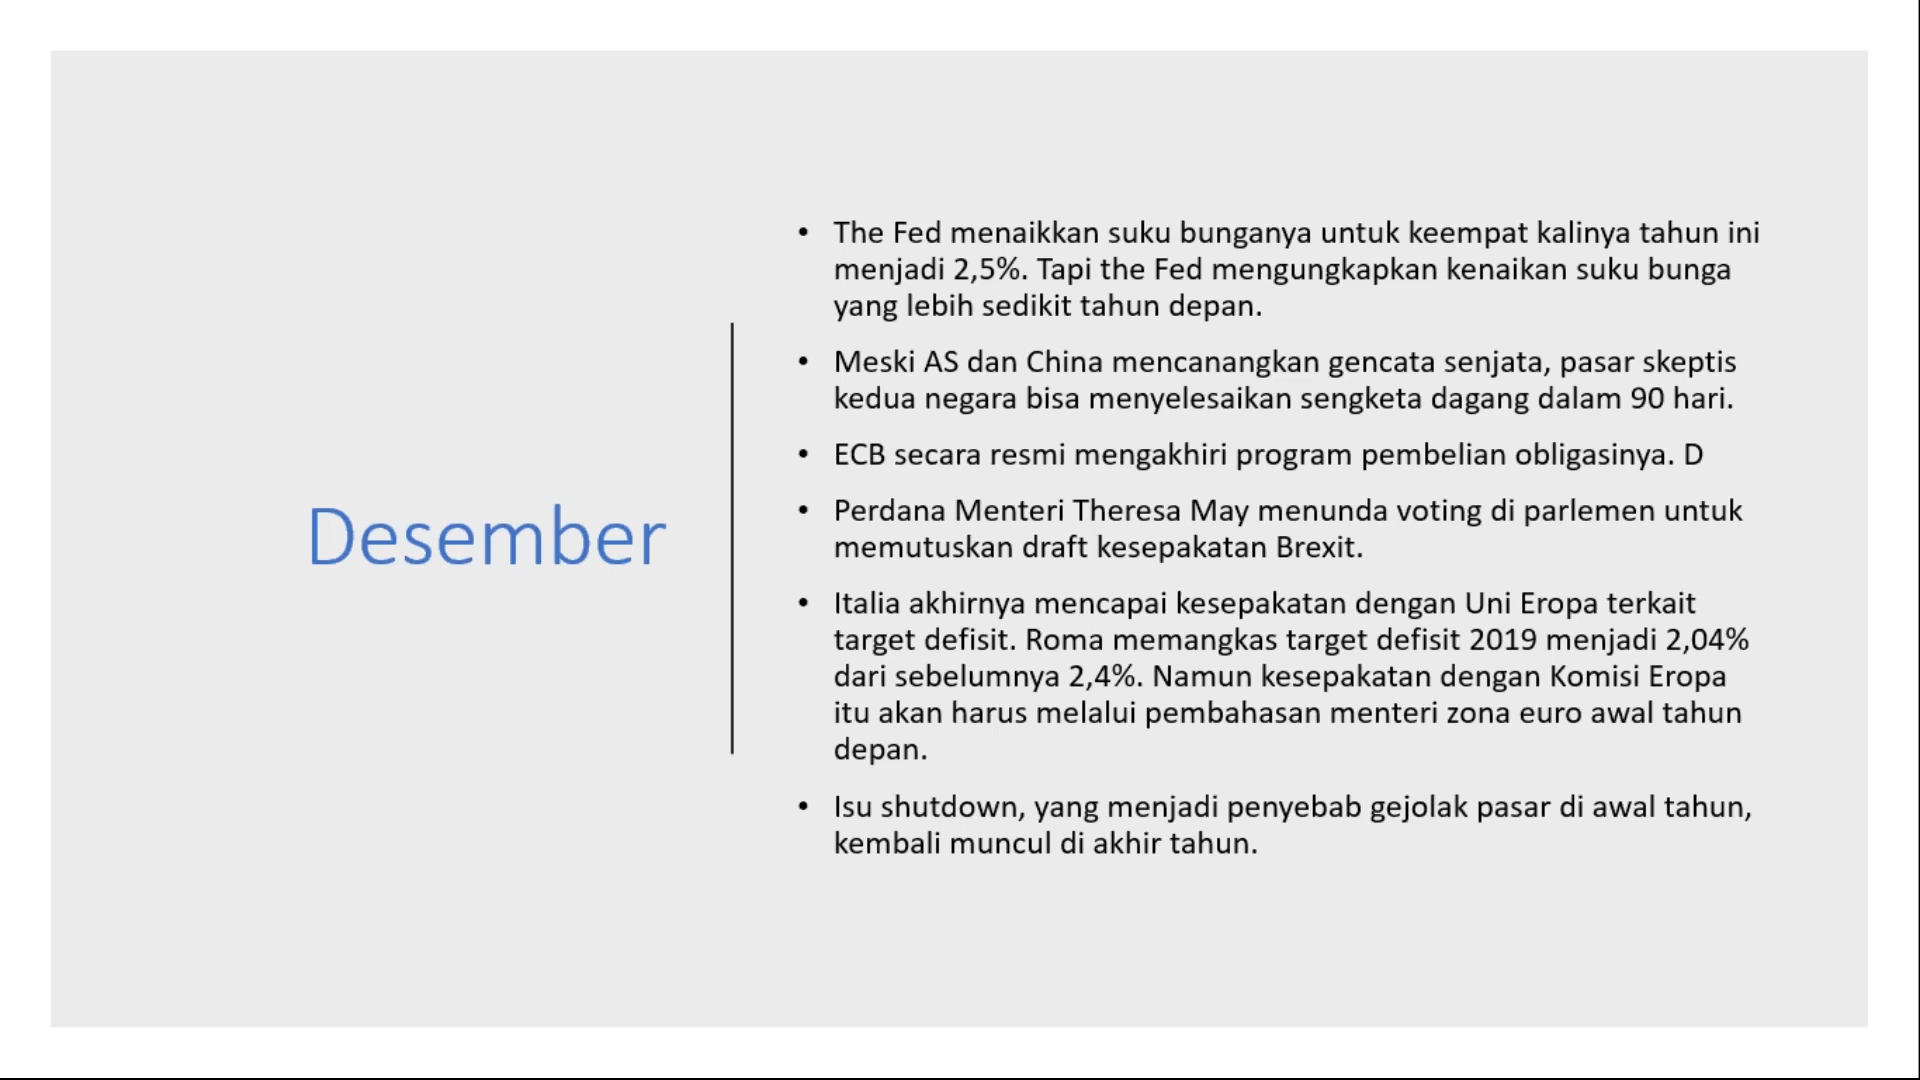 Desember
• The Fed menaikkan suku bunganya untuk keempat kalinya tahun ini
menjadi 2,5%. Tapi the Fed mengungkapkan kenaikan suku bunga
yang lebih sedikit tahun depan.
• Meski AS dan China mencanangkan gencata senjata, pasar skeptis
kedua negara bisa menyelesaikan sengketa dagang dalam 90 hari.
• ECB secara resmi mengakhiri program pembelian obligasinya. D
• Perdana Menteri Theresa May menunda voting di parlemen untuk
memutuskan draft kesepakatan Brexit.
• Italia akhirnya mencapai kesepakatan dengan Uni Eropa terkait
target defisit. Roma memangkas target defisit 2019 menjadi 2,04%
dari sebelumnya 2,4%. Namun kesepakatan dengan Komisi Eropa
itu akan harus melalui pembahasan menteri zona euro awal tahun
depan.
• Isu shutdown, yang menjadi penyebab gejolak pasar di awal tahun,
kembali muncul di akhir tahun.